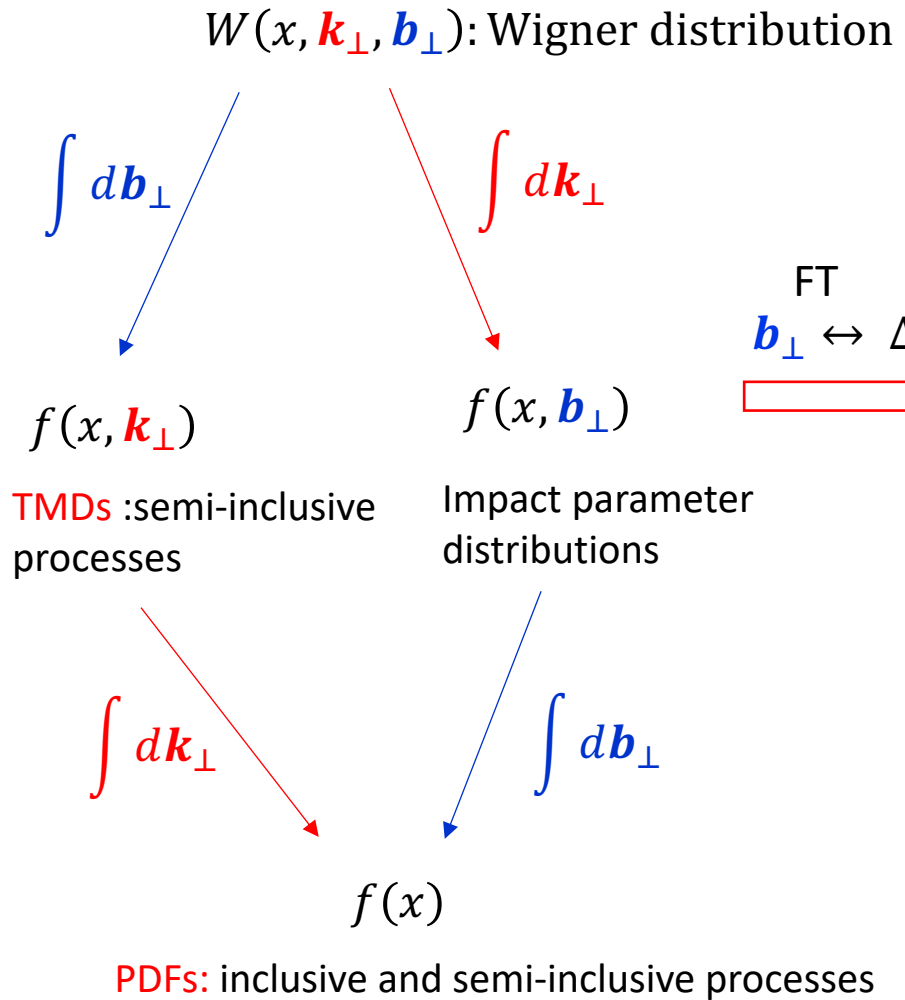 W(x, k⊥, b⊥): Wigner distribution
∫ db⊥
∫ dk⊥
FT
b⊥ ↔ Δ
f(x, k⊥)
f(x, b⊥)
TMDs :semi-inclusive
processes
Impact parameter
distributions
∫ dk⊥
∫ db⊥
f(x)
PDFs: inclusive and semi-inclusive processes